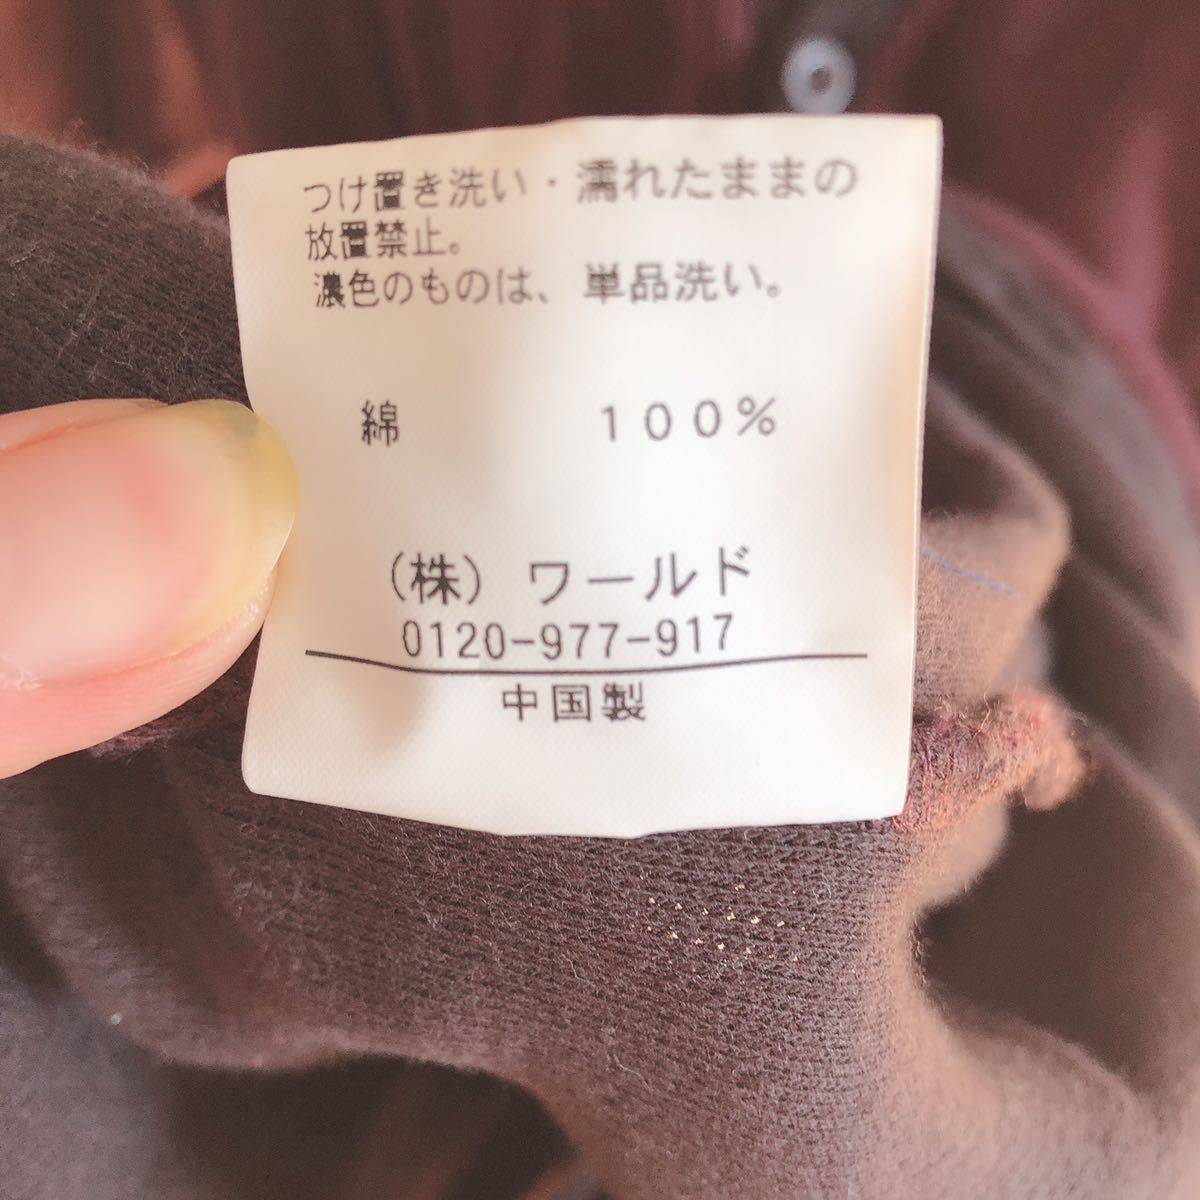 つけ置き洗い・濡れたままの
放置禁止。
濃色のものは、単品洗い。
綿 100%
(株) ワールド
0120-977-917
中国製